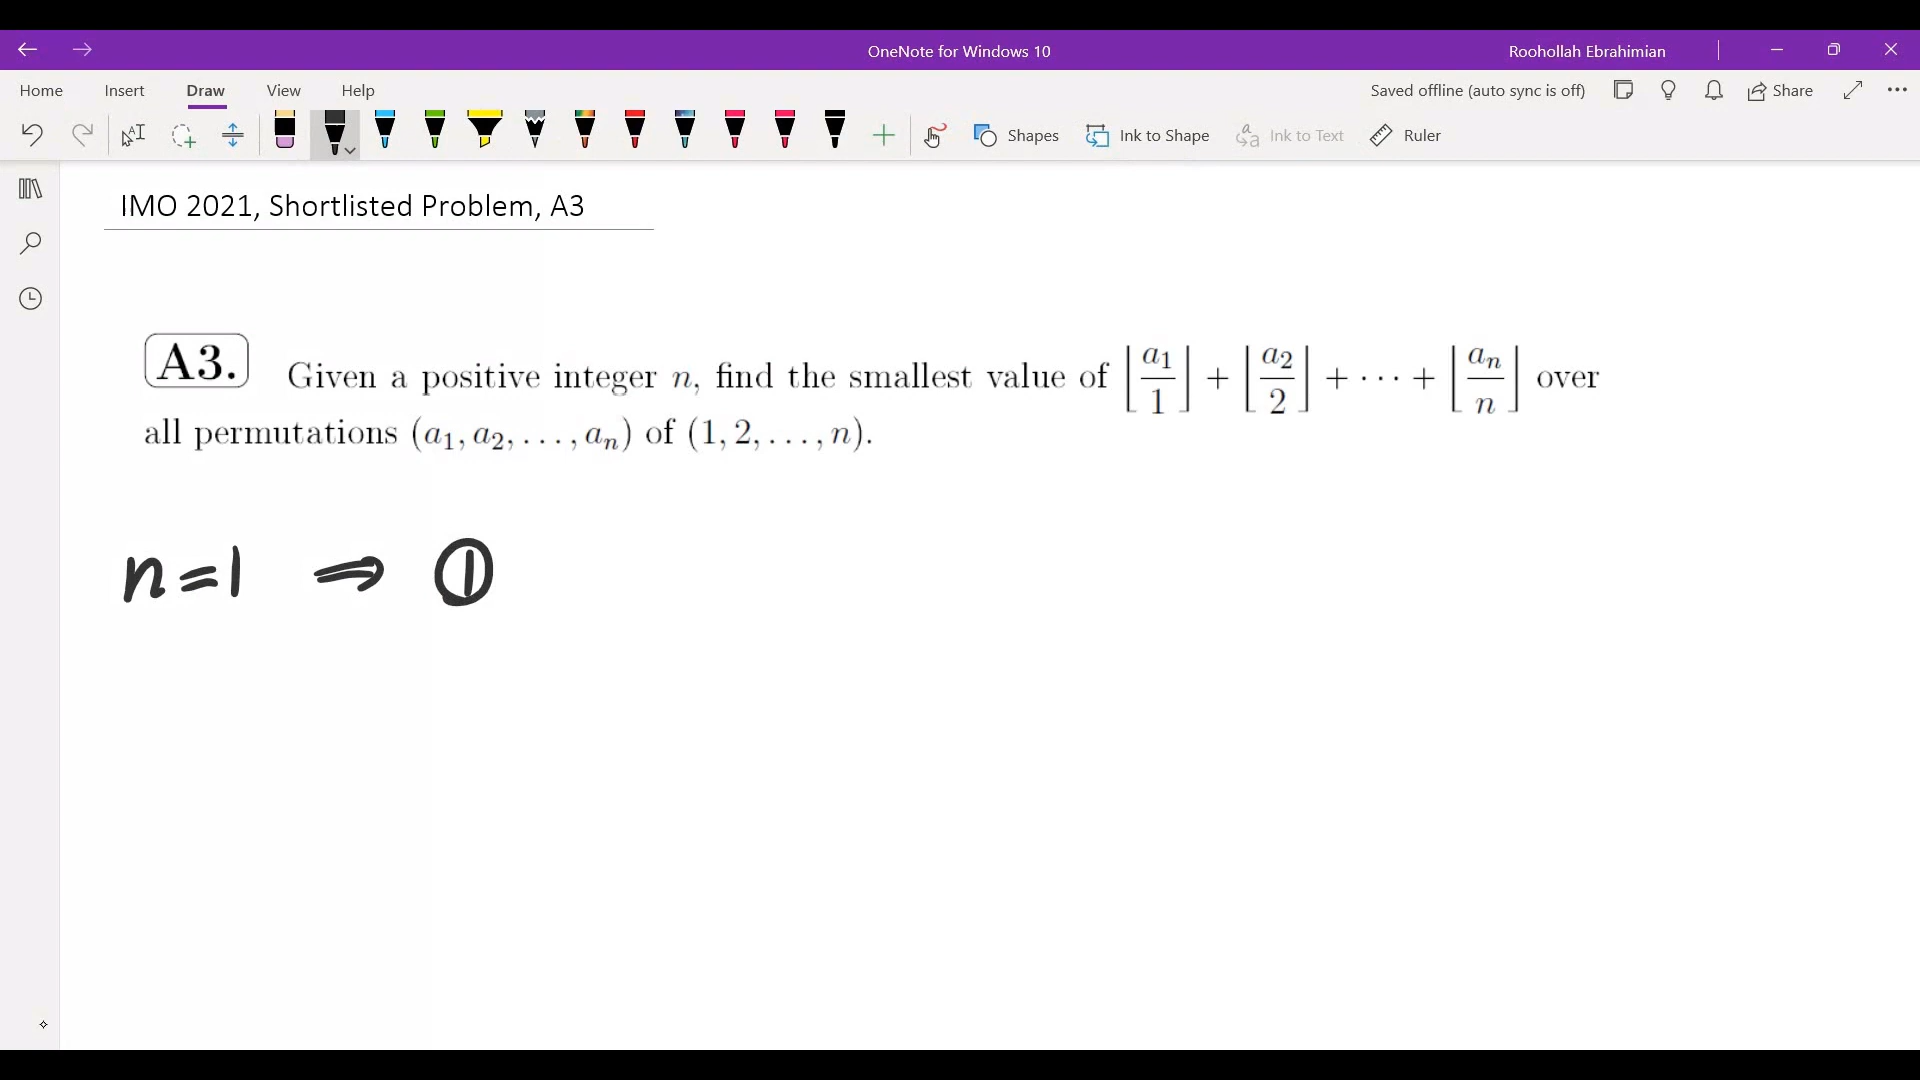 OneNote for Windows 10
Roohollah Ebrahimian
Home Insert Draw View Help
Saved offline (auto sync is off) Share
Shapes Ink to Shape Ink to Text Ruler
IMO 2021, Shortlisted Problem, A3
A3. Given a positive integer n, find the smallest value of ⌊a₁/1⌋ + ⌊a₂/2⌋ + ··· + ⌊aₙ/n⌋ over
all permutations (a₁, a₂, ..., aₙ) of (1, 2, ..., n).
n=1 ⇒ ①